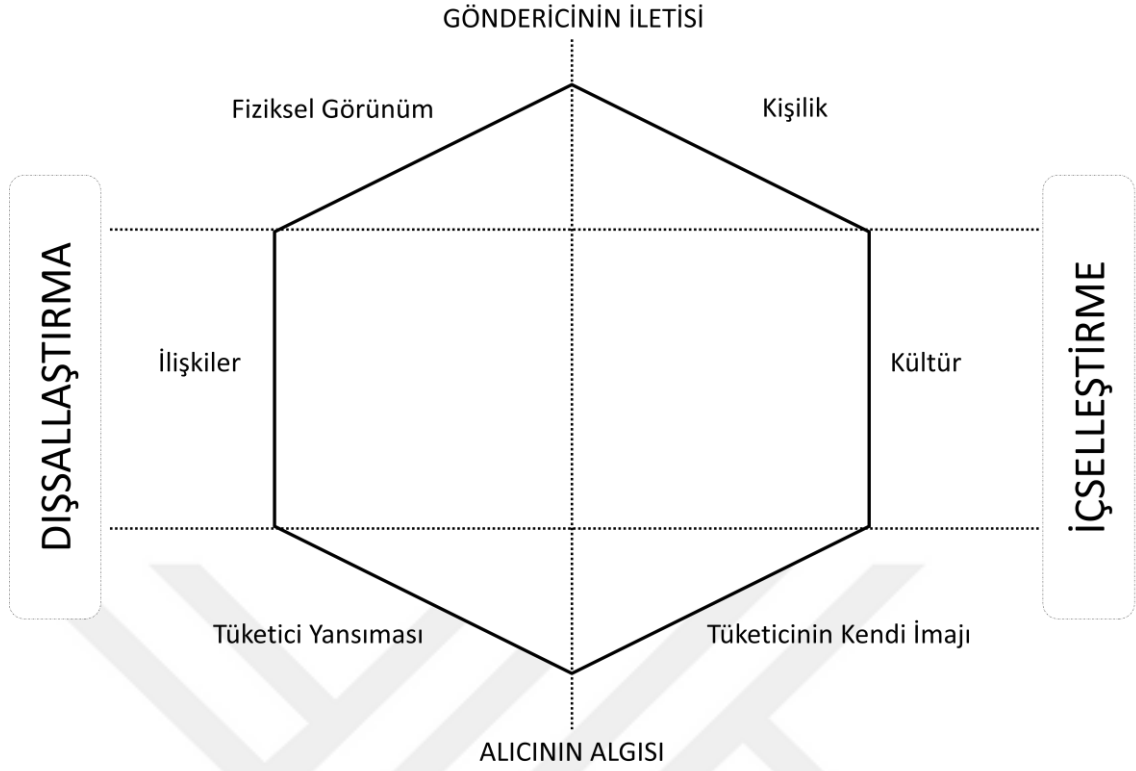 GÖNDERİCİNİN İLETİSİ
Fiziksel Görünüm
Kişilik
DIŞSALLAŞTIRMA
İlişkiler
Kültür
İÇSELLEŞTİRME
Tüketici Yansıması
Tüketicinin Kendi İmajı
ALICININ ALGISI